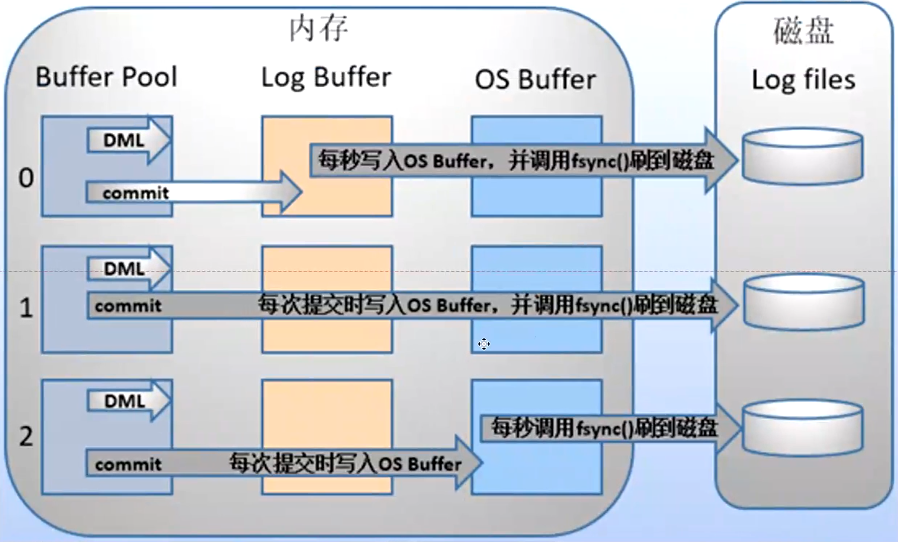 内存
磁盘
Buffer Pool
Log Buffer
OS Buffer
Log files
0
DML
commit
每秒写入OS Buffer，并调用fsync()刷到磁盘
1
DML
commit
每次提交时写入OS Buffer，并调用fsync()刷到磁盘
2
DML
commit
每次提交时写入OS Buffer
每秒调用fsync()刷到磁盘